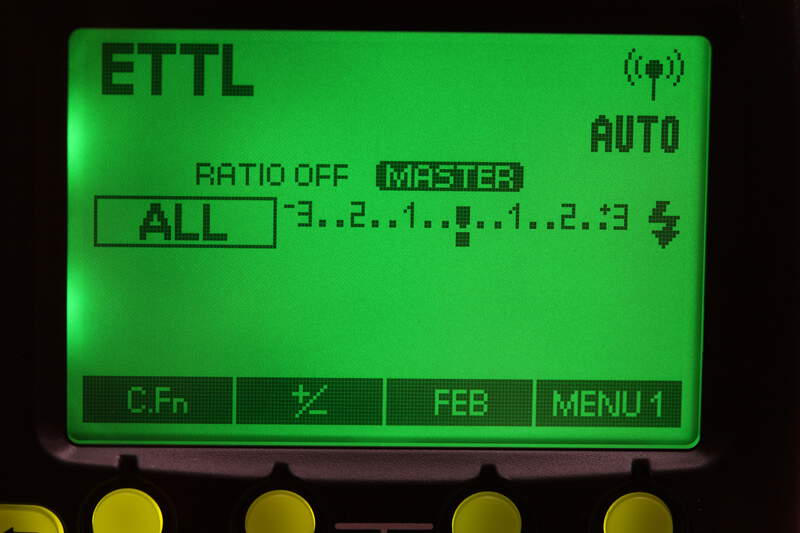 ETTL
AUTO
RATIO OFF MASTER
ALL -3..2..1..!..1..2..+3
C.Fn +/− FEB MENU 1